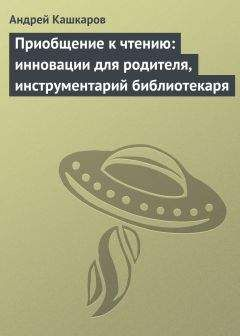 Андрей Кашкаров
Приобщение к чтению:
инновации для родителя,
инструментарий библиотекаря